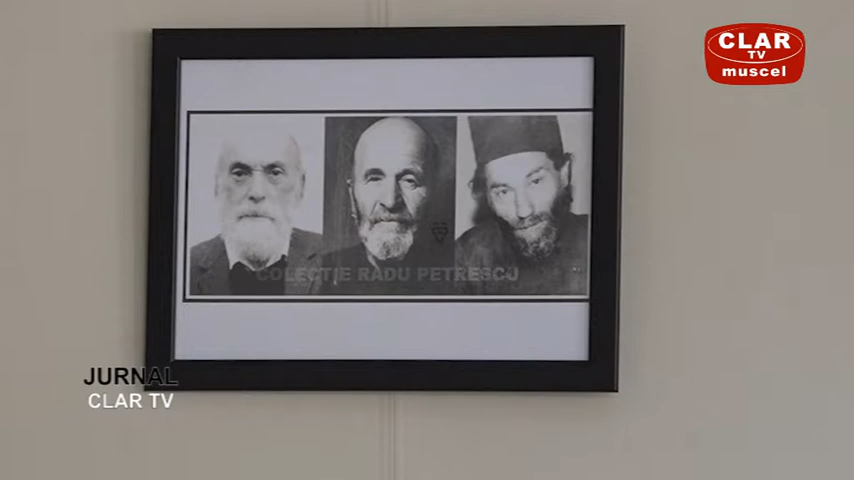 CLAR
TV
muscel
COLECȚIE RADU PETRESCU
JURNAL
CLAR TV